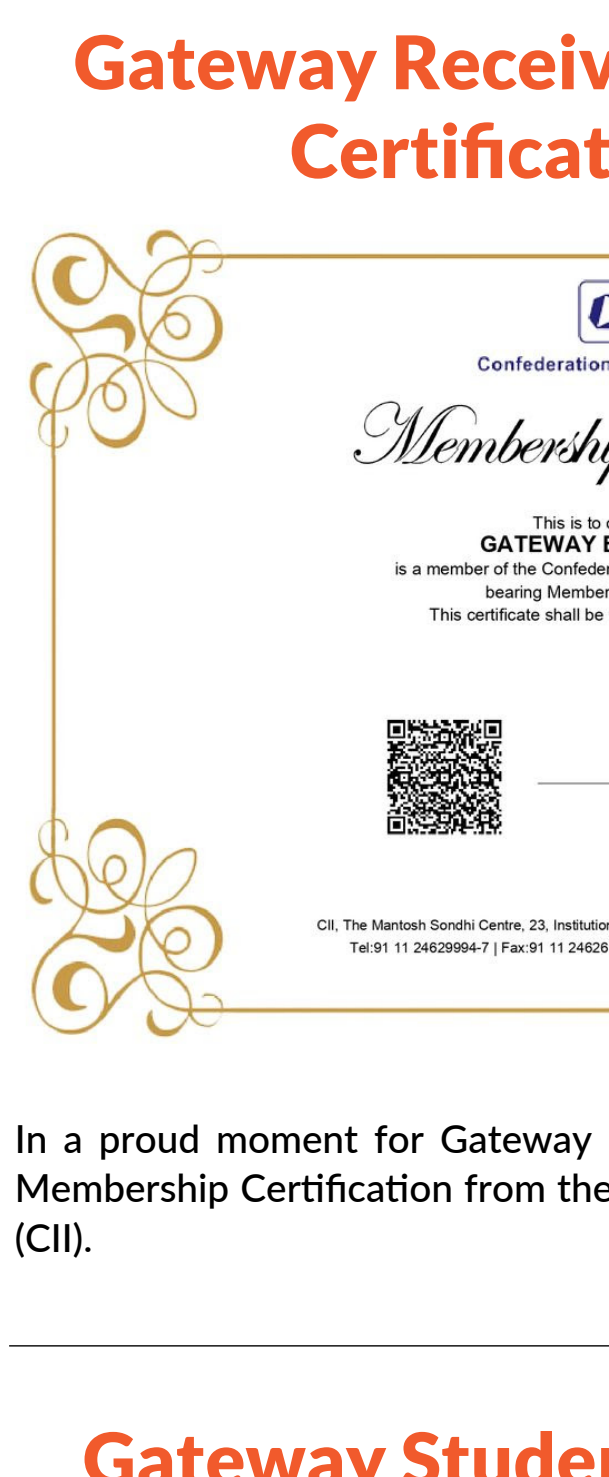 Gateway Receiv
Certificat
Confederation
Membershi
This is to
GATEWAY
is a member of the Confeder
bearing Member
This certificate shall be
CII, The Mantosh Sondhi Centre, 23, Institution
Tel:91 11 24629994-7 | Fax:91 11 24626
In a proud moment for Gateway
Membership Certification from the
(CII).
Gateway Studen